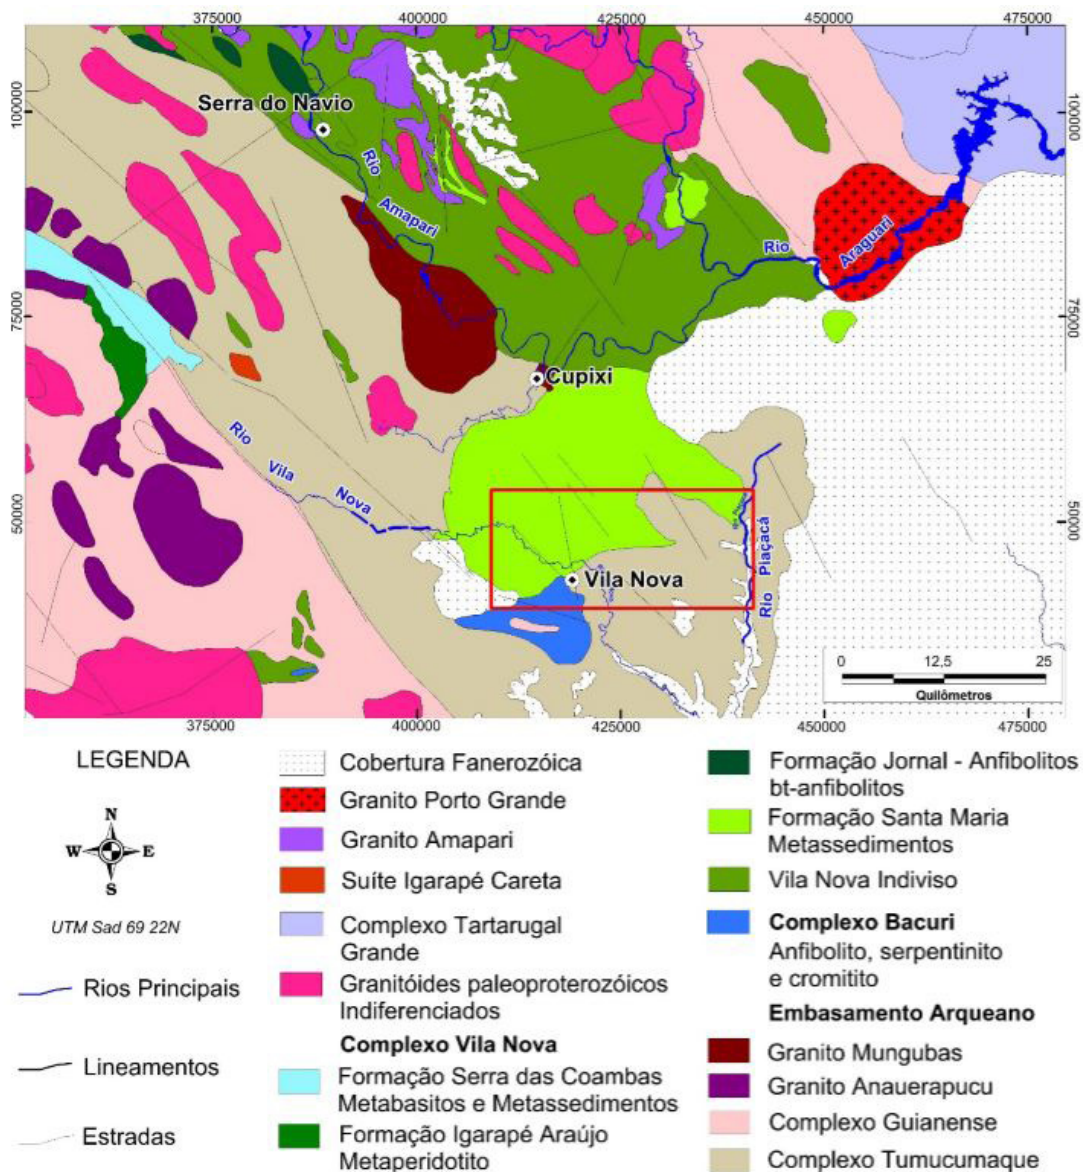 375000 400000 425000 450000 475000
100000
100000
Serra do Navio
Rio
Amapari
Rio
Araguari
75000
75000
Cupixi
Rio
Vila
Nova
50000
50000
Vila Nova
Rio Piaçacá
0 12,5 25
Quilômetros
375000 400000 425000 450000 475000
LEGENDA
N
W E
S
UTM Sad 69 22N
Rios Principais
Lineamentos
Estradas
Cobertura Fanerozóica
Granito Porto Grande
Granito Amapari
Suíte Igarapé Careta
Complexo Tartarugal
Grande
Granitóides paleoproterozóicos
Indiferenciados
Complexo Vila Nova
Formação Serra das Coambas
Metabasitos e Metassedimentos
Formação Igarapé Araújo
Metaperidotito
Formação Jornal - Anfibolitos
bt-anfibolitos
Formação Santa Maria
Metassedimentos
Vila Nova Indiviso
Complexo Bacuri
Anfibolito, serpentinito
e cromitito
Embasamento Arqueano
Granito Mungubas
Granito Anauerapucu
Complexo Guianense
Complexo Tumucumaque